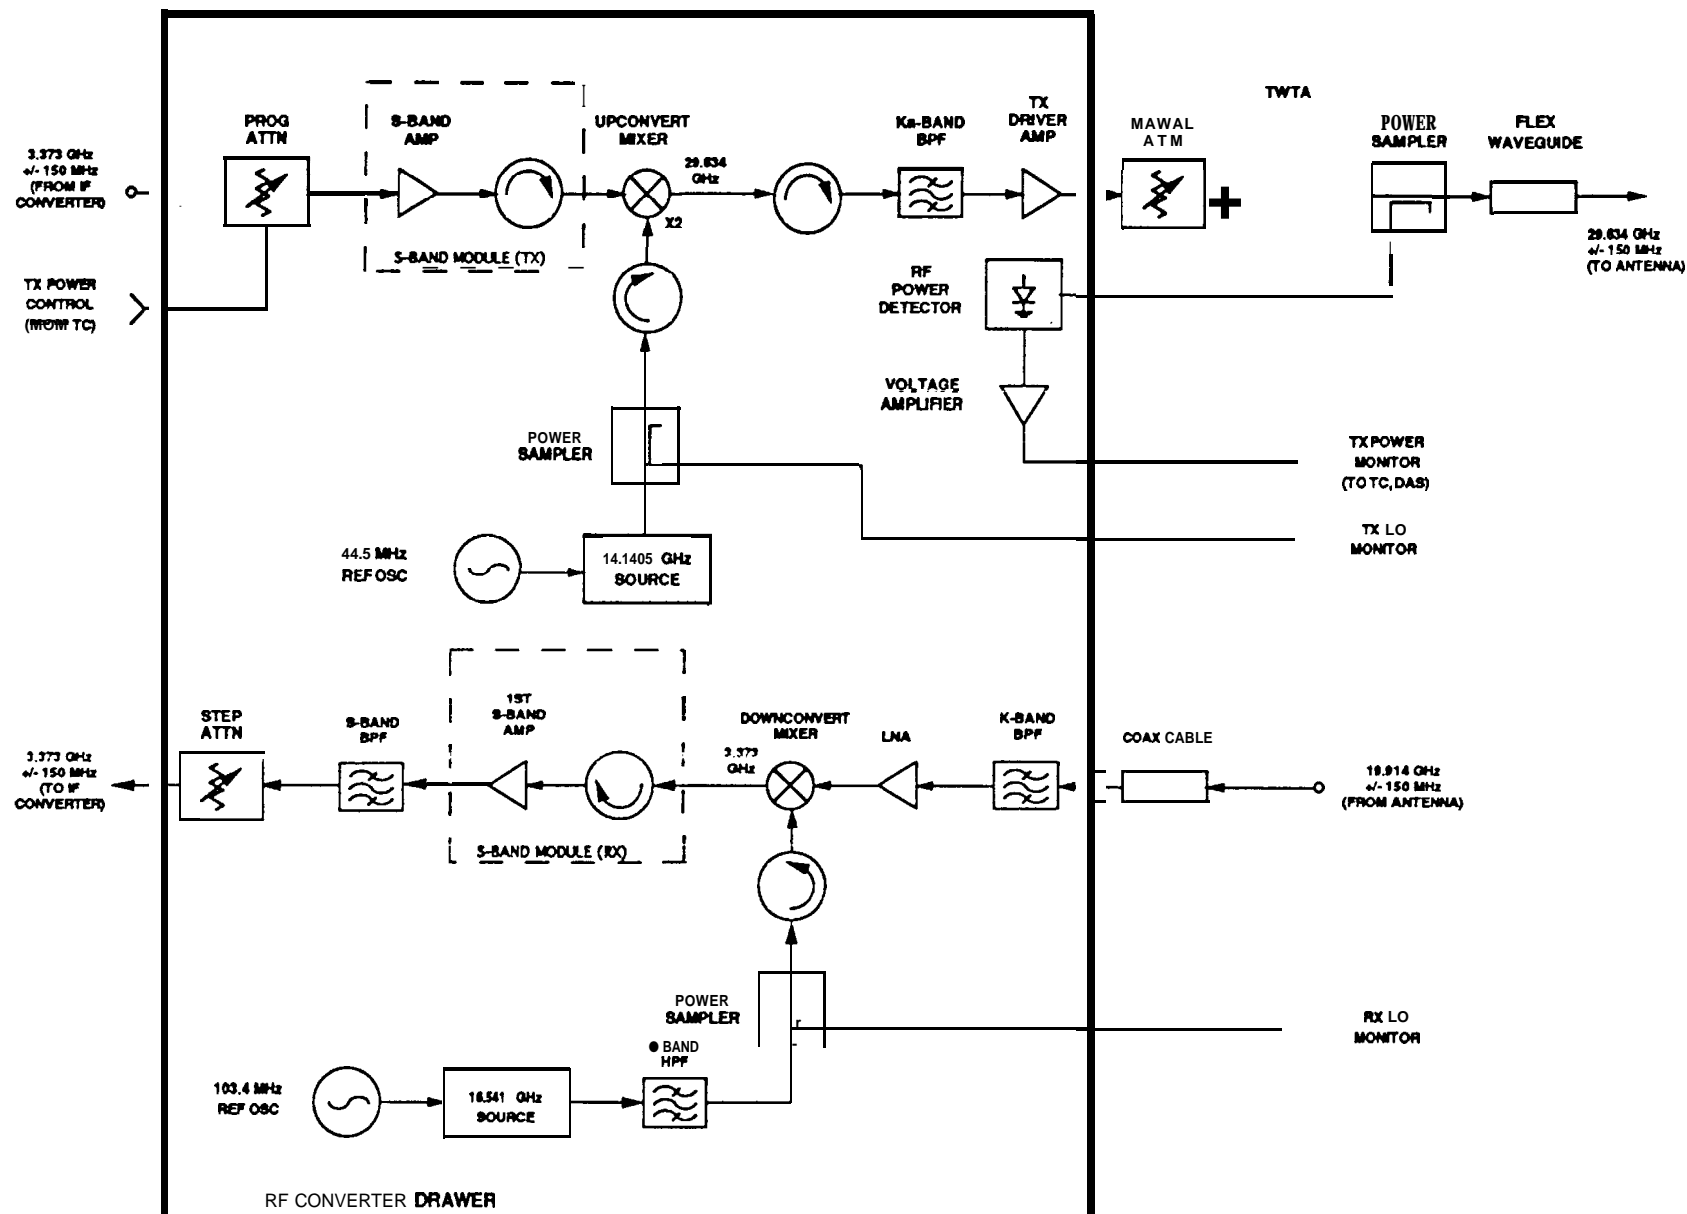 TWTA
PROG
ATTN
S-BAND
AMP
UPCONVERT
MIXER
Ka-BAND
BPF
TX
DRIVER
AMP
MAWAL
ATM
POWER
SAMPLER
FLEX
WAVEGUIDE
3.373 GHz
+/- 150 MHz
(FROM IF
CONVERTER)
29.634
GHz
X2
S-BAND MODULE (TX)
29.634 GHz
+/- 150 MHz
(TO ANTENNA)
TX POWER
CONTROL
RF
POWER
DETECTOR
VOLTAGE
AMPLIFIER
POWER
SAMPLER
TX POWER
MONITOR
(TO TC, DAS)
TX LO
MONITOR
44.5 MHz
REF OSC
14.1405 GHz
SOURCE
STEP
ATTN
S-BAND
BPF
1ST
S-BAND
AMP
DOWNCONVERT
MIXER
LNA
K-BAND
BPF
COAX CABLE
3.373 GHz
+/- 150 MHz
(TO IF
CONVERTER)
3.373
GHz
19.914 GHz
+/- 150 MHz
(FROM ANTENNA)
S-BAND MODULE (RX)
POWER
SAMPLER
BAND
HPF
RX LO
MONITOR
103.4 MHz
REF OSC
16.541 GHz
SOURCE
RF CONVERTER DRAWER